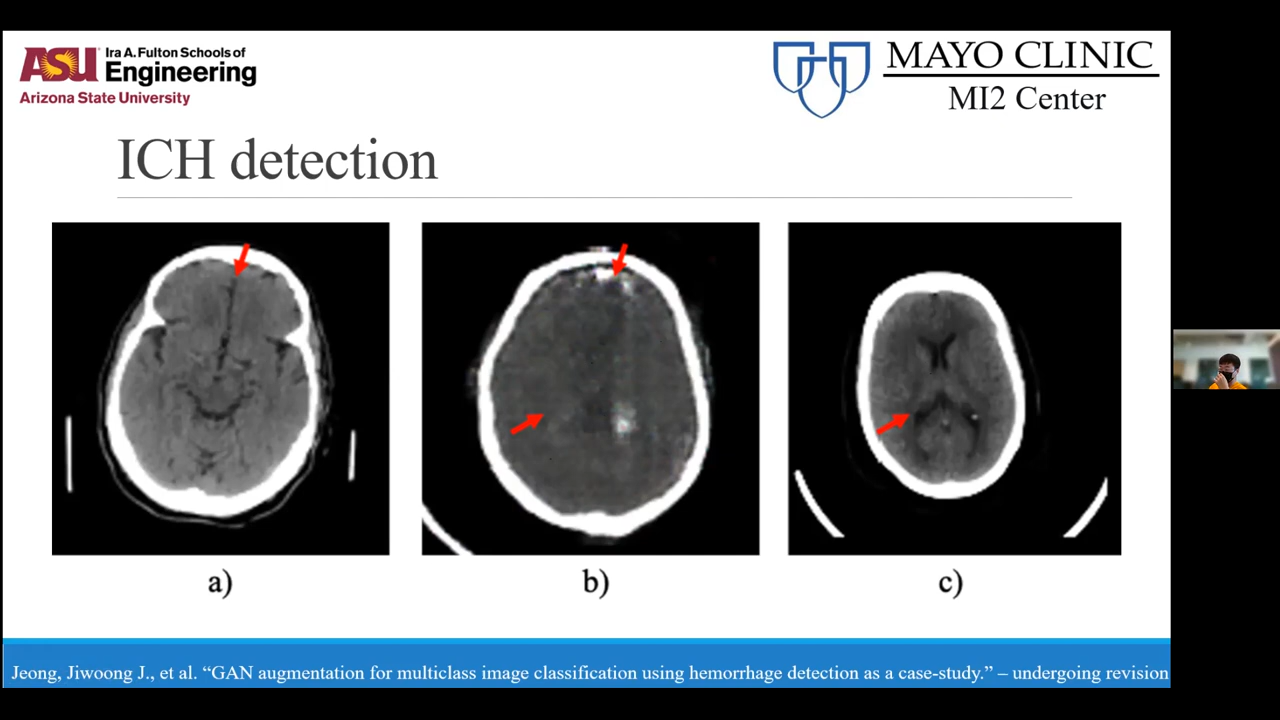 ASU Ira A. Fulton Schools of
Engineering
Arizona State University
MAYO CLINIC
MI2 Center
ICH detection
a)
b)
c)
Jeong, Jiwoong J., et al. “GAN augmentation for multiclass image classification using hemorrhage detection as a case-study.” – undergoing revision